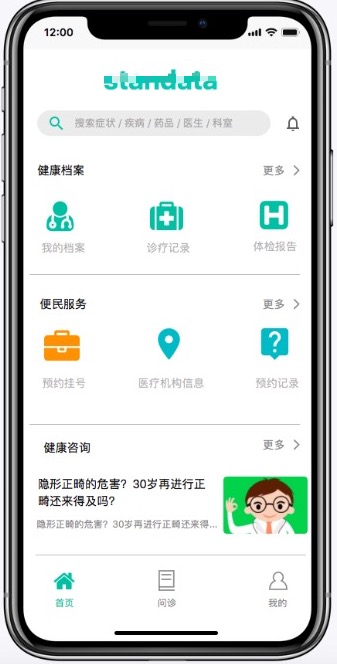 12:00
standata
搜索症状 / 疾病 / 药品 / 医生 / 科室
健康档案
更多
我的档案
诊疗记录
体检报告
便民服务
更多
预约挂号
医疗机构信息
预约记录
健康咨询
更多
隐形正畸的危害？30岁再进行正
畸还来得及吗?
隐形正畸的危害？30岁再进行正畸还来得...
首页
问诊
我的